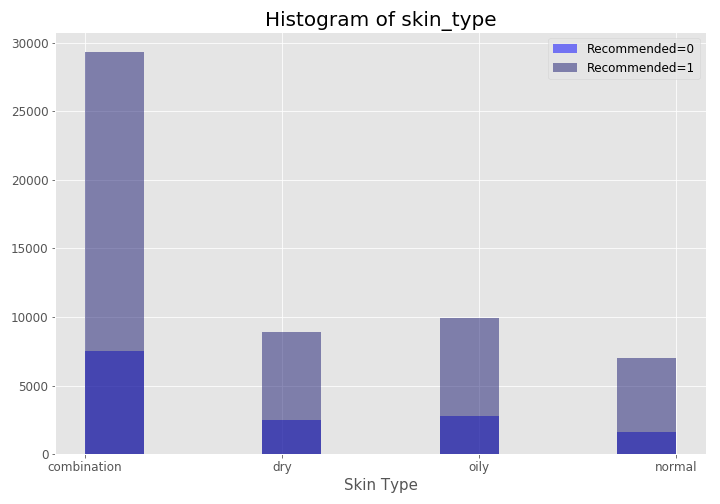 Histogram of skin_type
Recommended=0
Recommended=1
30000
25000
20000
15000
10000
5000
0
combination dry oily normal
Skin Type